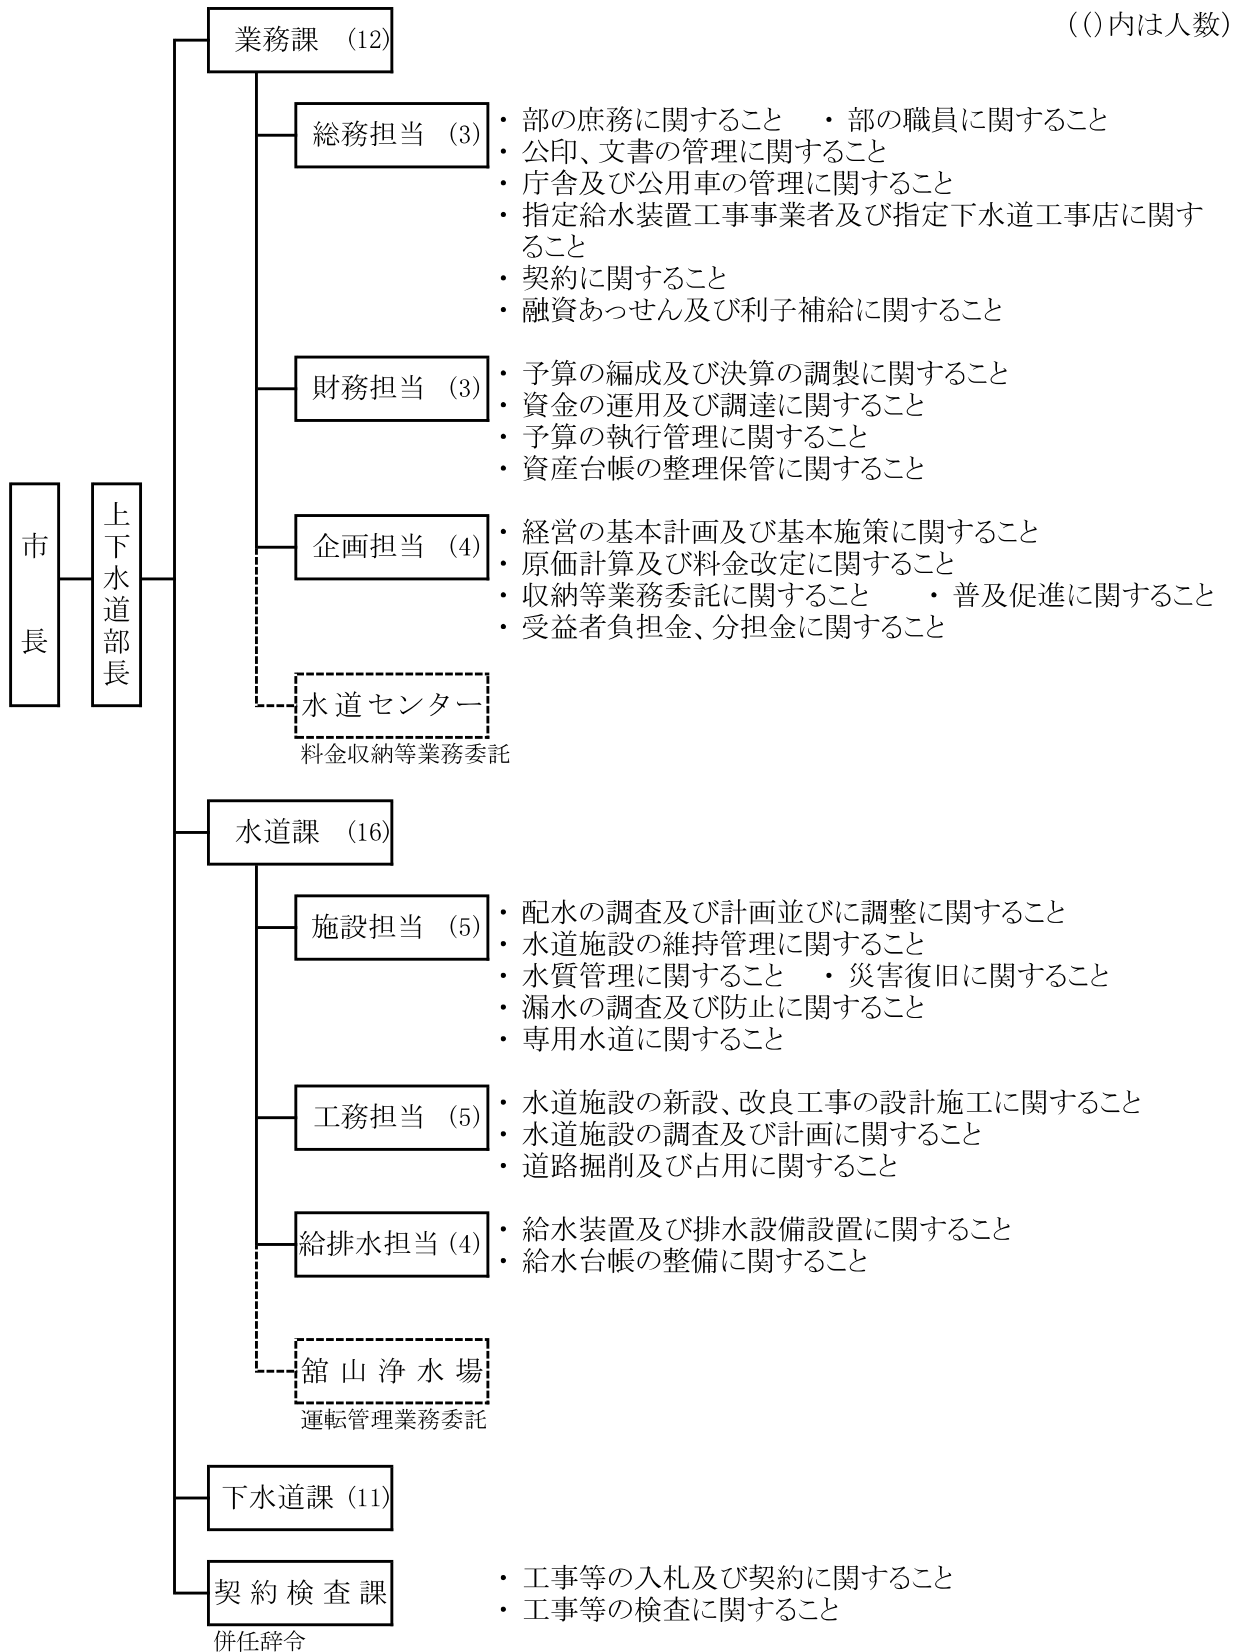 （()内は人数）
業務課　(12)
総務担当　(3)
・ 部の庶務に関すること　・ 部の職員に関すること
・ 公印、文書の管理に関すること
・ 庁舎及び公用車の管理に関すること
・ 指定給水装置工事事業者及び指定下水道工事店に関す
ること
・ 契約に関すること
・ 融資あっせん及び利子補給に関すること
財務担当　(3)
・ 予算の編成及び決算の調製に関すること
・ 資金の運用及び調達に関すること
・ 予算の執行管理に関すること
・ 資産台帳の整理保管に関すること
市長
上下水道部長
企画担当　(4)
・ 経営の基本計画及び基本施策に関すること
・ 原価計算及び料金改定に関すること
・ 収納等業務委託に関すること　・ 普及促進に関すること
・ 受益者負担金、分担金に関すること
水道センター
料金収納等業務委託
水道課　(16)
施設担当　(5)
・ 配水の調査及び計画並びに調整に関すること
・ 水道施設の維持管理に関すること
・ 水質管理に関すること　・ 災害復旧に関すること
・ 漏水の調査及び防止に関すること
・ 専用水道に関すること
工務担当　(5)
・ 水道施設の新設、改良工事の設計施工に関すること
・ 水道施設の調査及び計画に関すること
・ 道路掘削及び占用に関すること
給排水担当 (4)
・ 給水装置及び排水設備設置に関すること
・ 給水台帳の整備に関すること
舘山浄水場
運転管理業務委託
下水道課 (11)
契約検査課
・ 工事等の入札及び契約に関すること
・ 工事等の検査に関すること
併任辞令